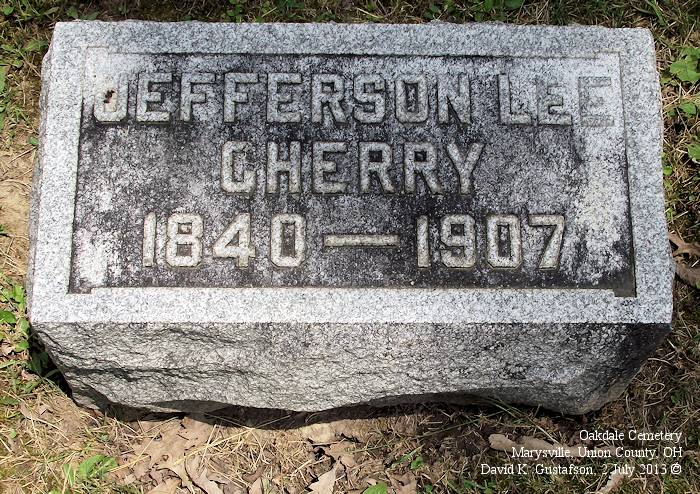 JEFFERSON LEE
CHERRY
1840 — 1907
Oakdale Cemetery
Marysville, Union County, OH
David K. Gustafson, 2 July 2013 ©